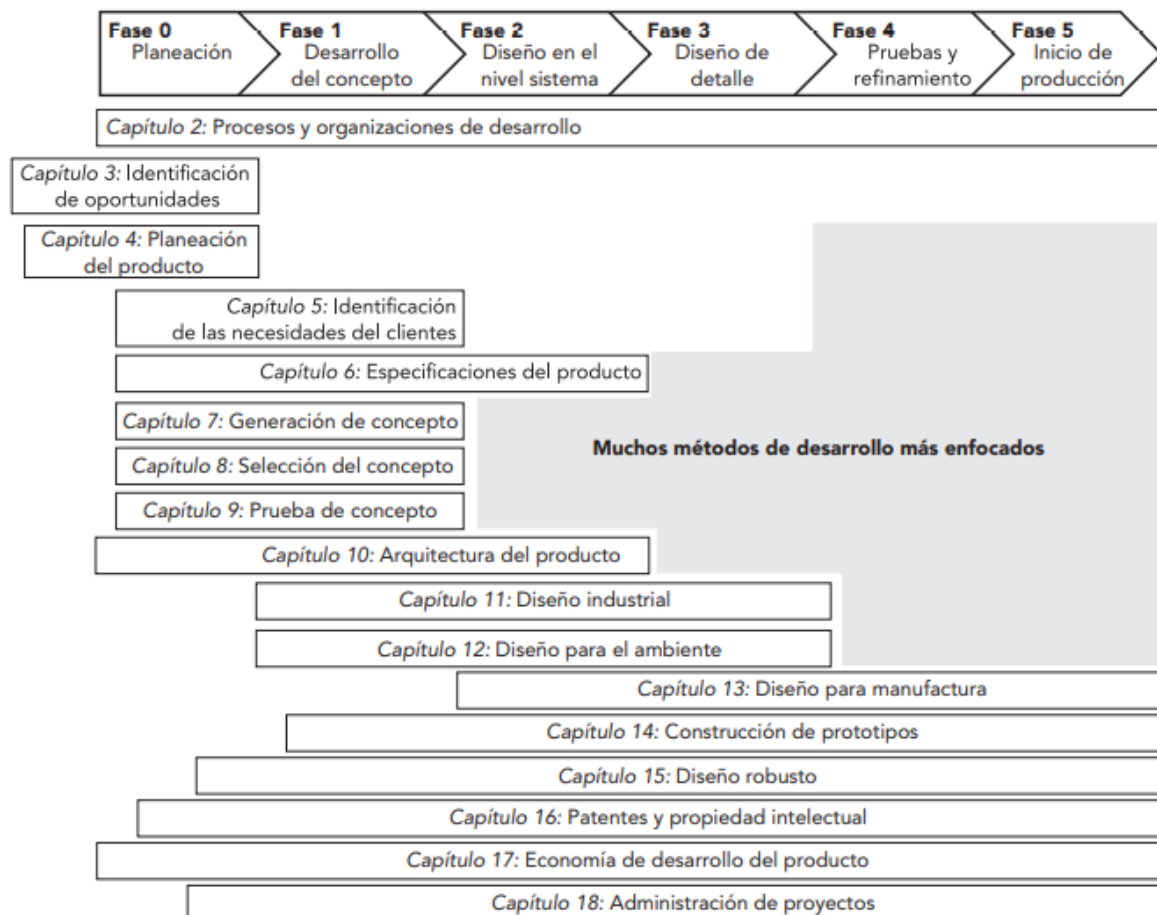 Fase 0
Planeación
Fase 1
Desarrollo
del concepto
Fase 2
Diseño en el
nivel sistema
Fase 3
Diseño de
detalle
Fase 4
Pruebas y
refinamiento
Fase 5
Inicio de
producción
Capítulo 2: Procesos y organizaciones de desarrollo
Capítulo 3: Identificación
de oportunidades
Capítulo 4: Planeación
del producto
Capítulo 5: Identificación
de las necesidades del clientes
Capítulo 6: Especificaciones del producto
Capítulo 7: Generación de concepto
Capítulo 8: Selección del concepto
Capítulo 9: Prueba de concepto
Muchos métodos de desarrollo más enfocados
Capítulo 10: Arquitectura del producto
Capítulo 11: Diseño industrial
Capítulo 12: Diseño para el ambiente
Capítulo 13: Diseño para manufactura
Capítulo 14: Construcción de prototipos
Capítulo 15: Diseño robusto
Capítulo 16: Patentes y propiedad intelectual
Capítulo 17: Economía de desarrollo del producto
Capítulo 18: Administración de proyectos